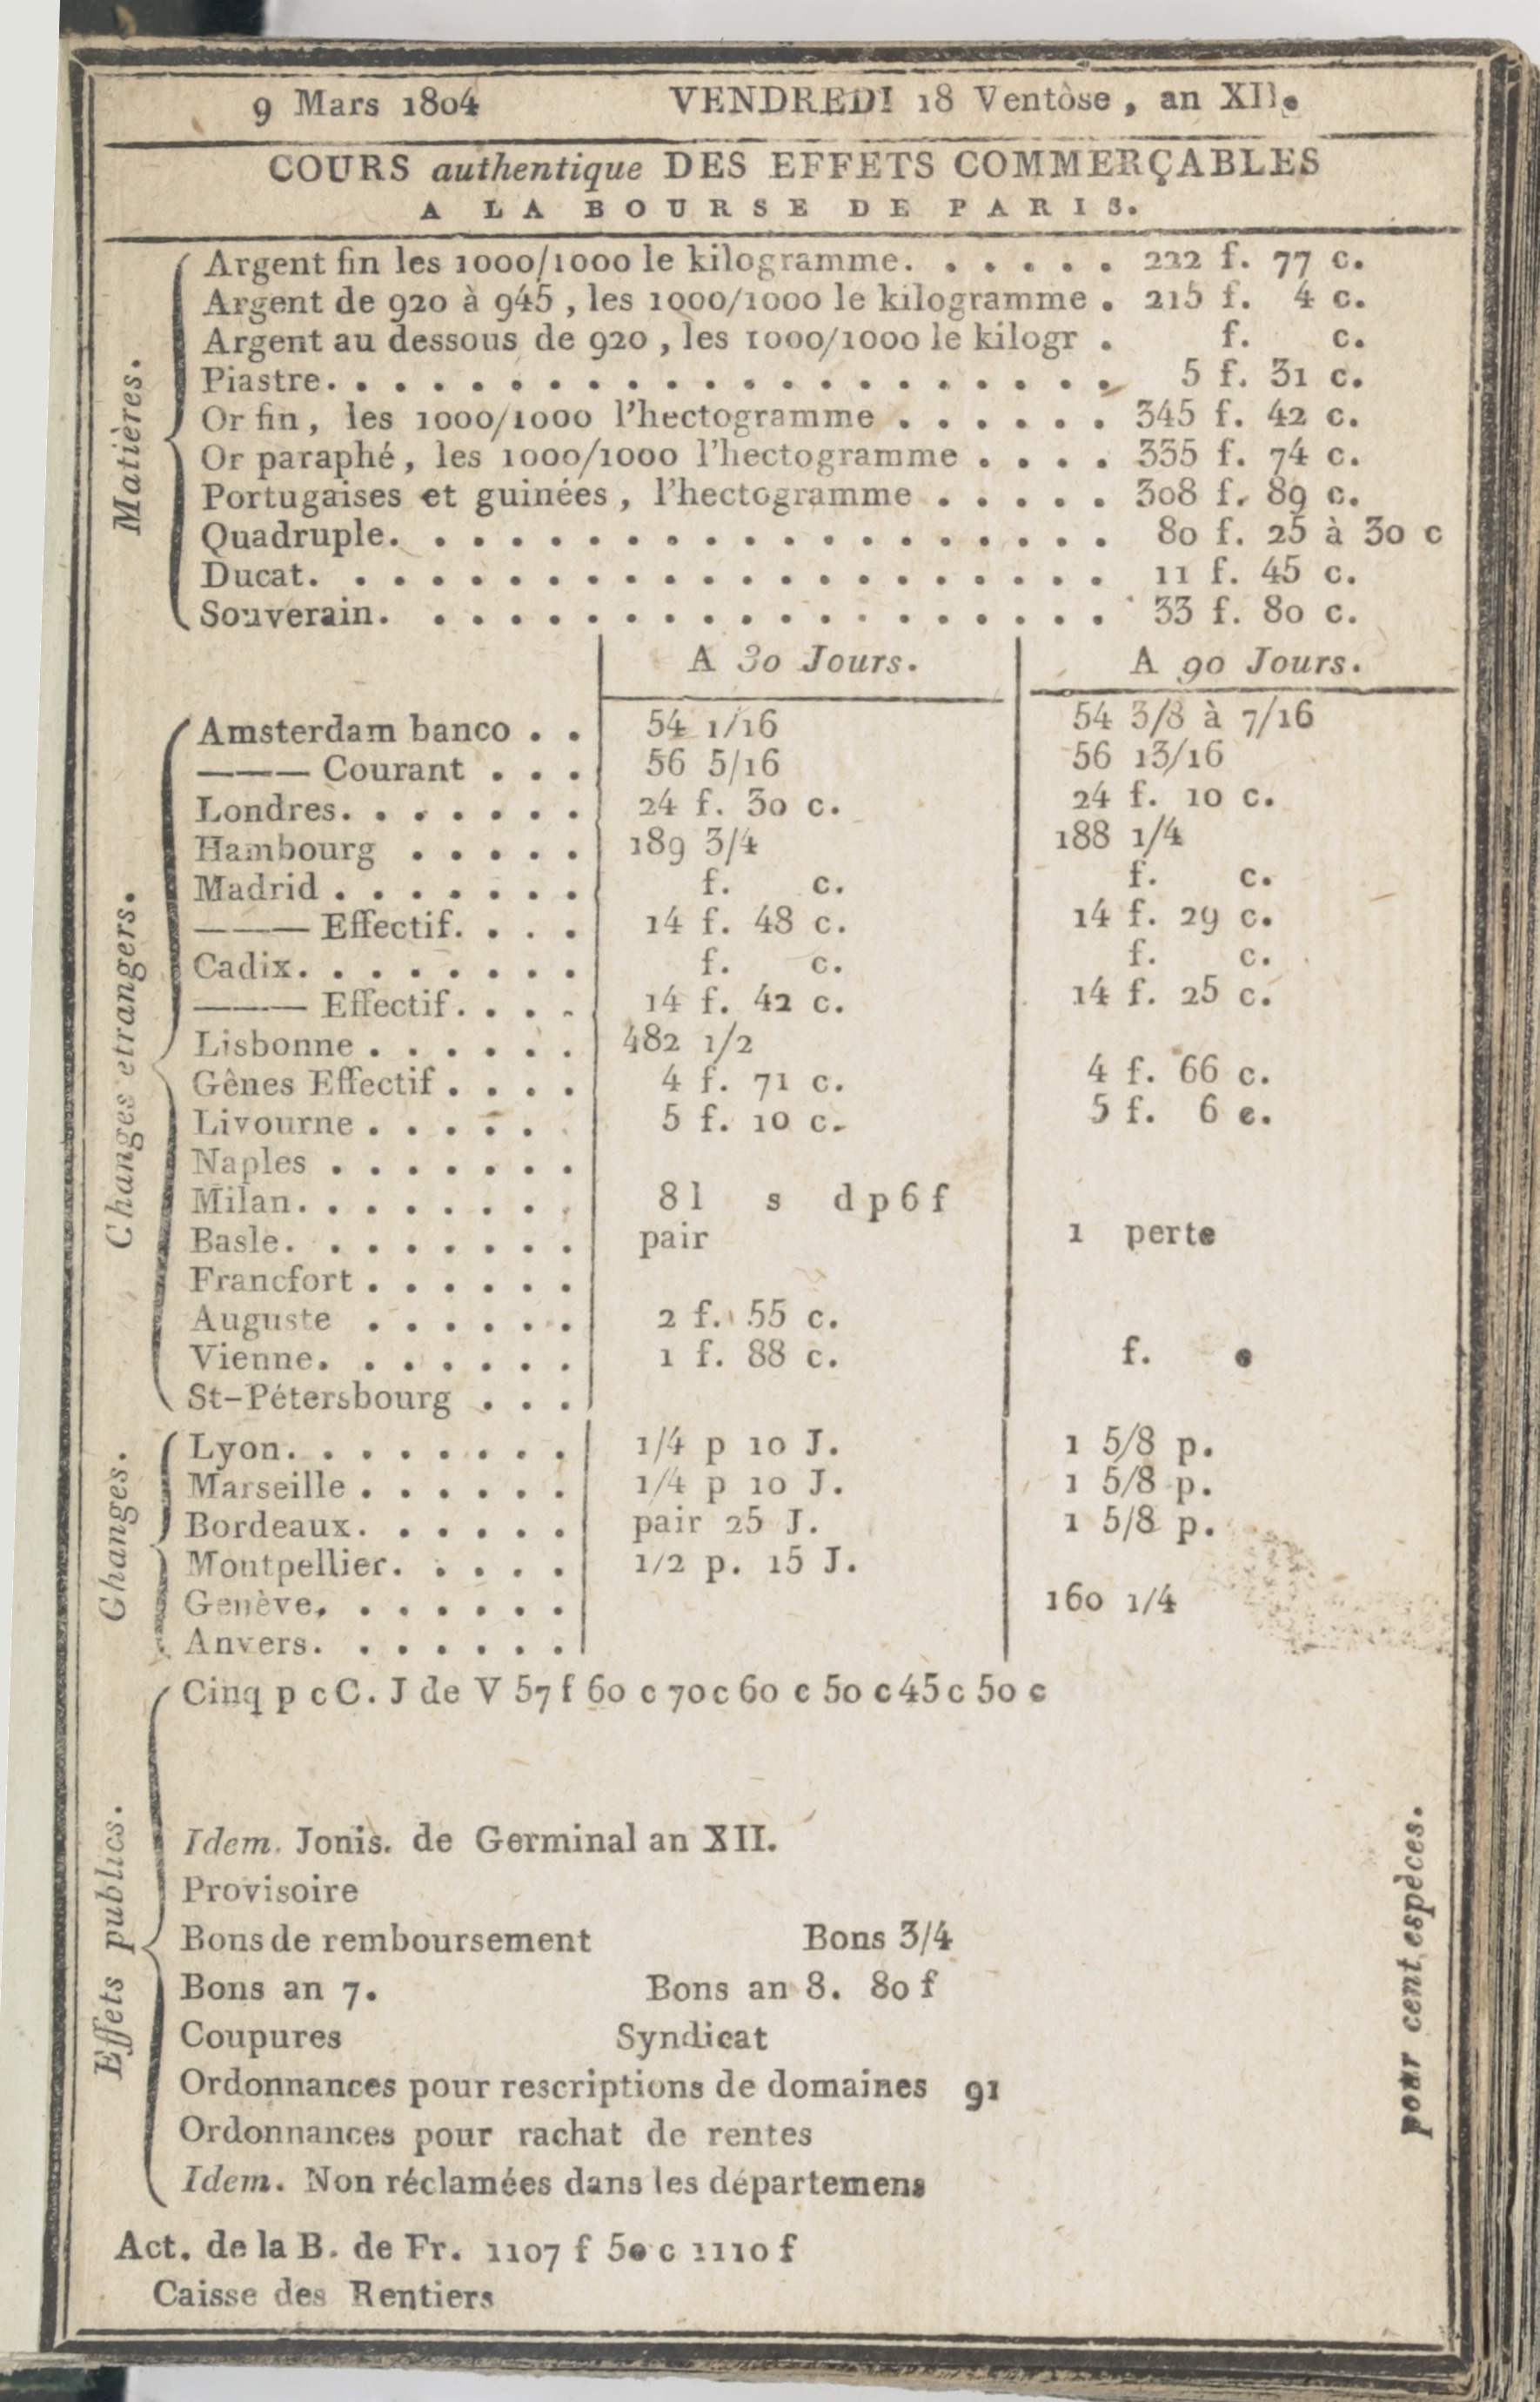 9 Mars 1804 VENDREDI 18 Ventòse, an XII.
COURS authentique DES EFFETS COMMERÇABLES
A LA BOURSE DE PARIS.
Matières.
Argent fin les 1000/1000 le kilogramme. . . . . . 222 f. 77 c.
Argent de 920 à 945, les 1000/1000 le kilogramme . 215 f. 4 c.
Argent au dessous de 920, les 1000/1000 le kilogr . f. c.
Piastre. . . . . . . . . . . . . . . . . . . . . 5 f. 31 c.
Or fin, les 1000/1000 l'hectogramme . . . . . . 345 f. 42 c.
Or paraphé, les 1000/1000 l'hectogramme . . . . 335 f. 74 c.
Portugaises et guinées, l'hectogramme . . . . . 308 f. 89 c.
Quadruple. . . . . . . . . . . . . . . . . . . 80 f. 25 à 30 c
Ducat. . . . . . . . . . . . . . . . . . . . . 11 f. 45 c.
Souverain. . . . . . . . . . . . . . . . . . . 33 f. 80 c.
A 30 Jours. A 90 Jours.
Changes etrangers.
Amsterdam banco . . 54 1/16 54 3/8 à 7/16
——— Courant . . . 56 5/16 56 13/16
Londres. . . . . . . 24 f. 30 c. 24 f. 10 c.
Hambourg . . . . . 189 3/4 188 1/4
Madrid . . . . . . . f. c. f. c.
——— Effectif. . . . 14 f. 48 c. 14 f. 29 c.
Cadix. . . . . . . . f. c. f. c.
——— Effectif. . . . 14 f. 42 c. 14 f. 25 c.
Lisbonne . . . . . . 482 1/2
Gênes Effectif . . . . 4 f. 71 c. 4 f. 66 c.
Livourne . . . . . . 5 f. 10 c. 5 f. 6 c.
Naples . . . . . . .
Milan. . . . . . . . 8 l s d p 6 f
Basle. . . . . . . . pair 1 perte
Francfort . . . . . .
Auguste . . . . . . 2 f. 55 c.
Vienne. . . . . . . 1 f. 88 c. f.
St-Pétersbourg . . .
Ghanges.
Lyon. . . . . . . . 1/4 p 10 J. 1 5/8 p.
Marseille . . . . . . 1/4 p 10 J. 1 5/8 p.
Bordeaux. . . . . . pair 25 J. 1 5/8 p.
Montpellier. . . . . 1/2 p. 15 J.
Genève. . . . . . . 160 1/4
Anvers. . . . . . .
Effets publics.
Cinq p c C. J de V 57 f 60 c 70 c 60 c 50 c 45 c 50 c
Idem. Jonis. de Germinal an XII.
Provisoire
Bons de remboursement Bons 3/4
Bons an 7. Bons an 8. 80 f
Coupures Syndicat
Ordonnances pour rescriptions de domaines 91
Ordonnances pour rachat de rentes
Idem. Non réclamées dans les départemens
pour cent espèces.
Act. de la B. de Fr. 1107 f 50 c 1110 f
Caisse des Rentiers